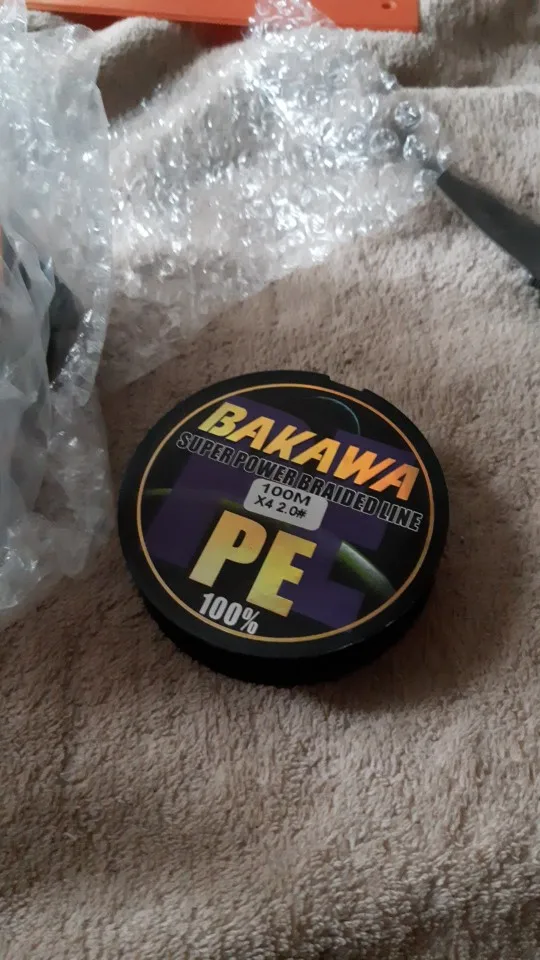 BAKAWA
SUPER POWER BRAIDED LINE
100M
X4 2.0#
PE
100%